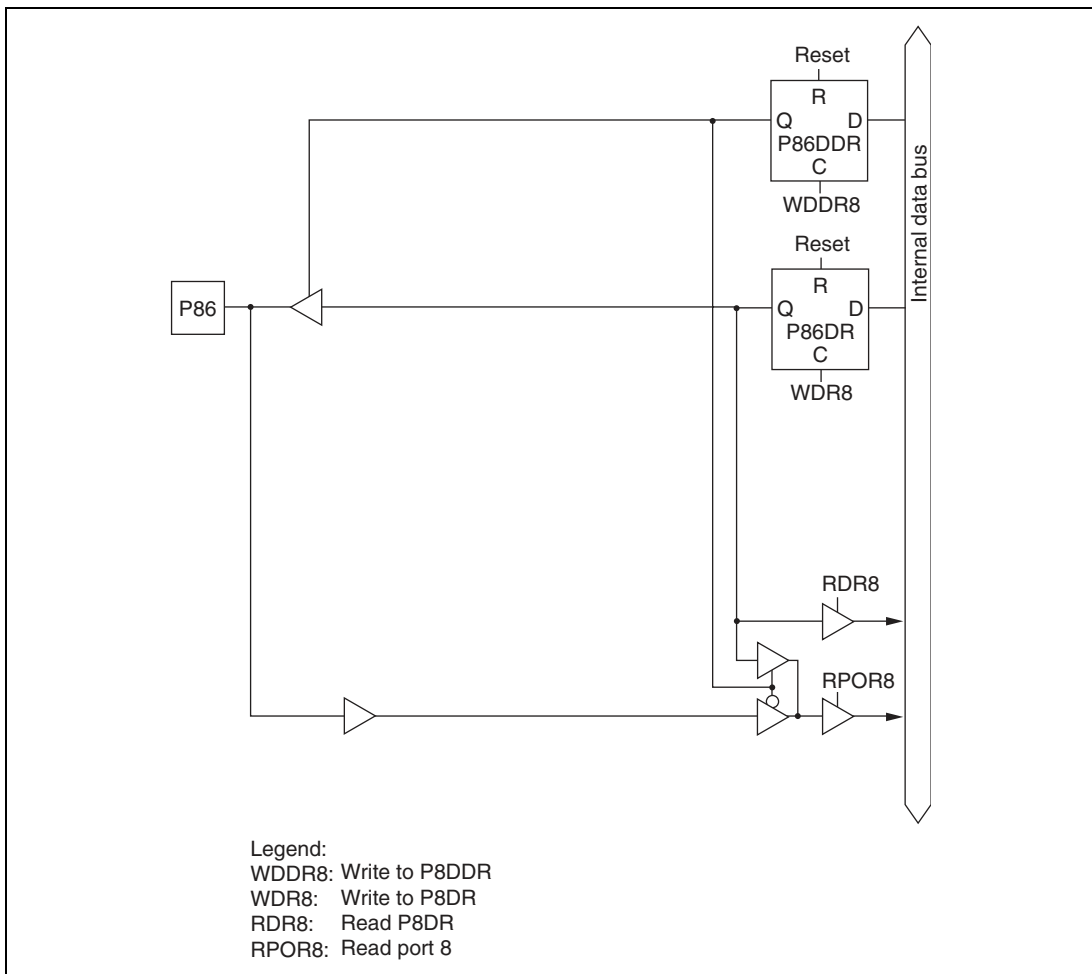 Reset
R
Q D
P86DDR
C
WDDR8
Internal data bus
Reset
R
P86
Q D
P86DR
C
WDR8
RDR8
RPOR8
Legend:
WDDR8: Write to P8DDR
WDR8: Write to P8DR
RDR8: Read P8DR
RPOR8: Read port 8